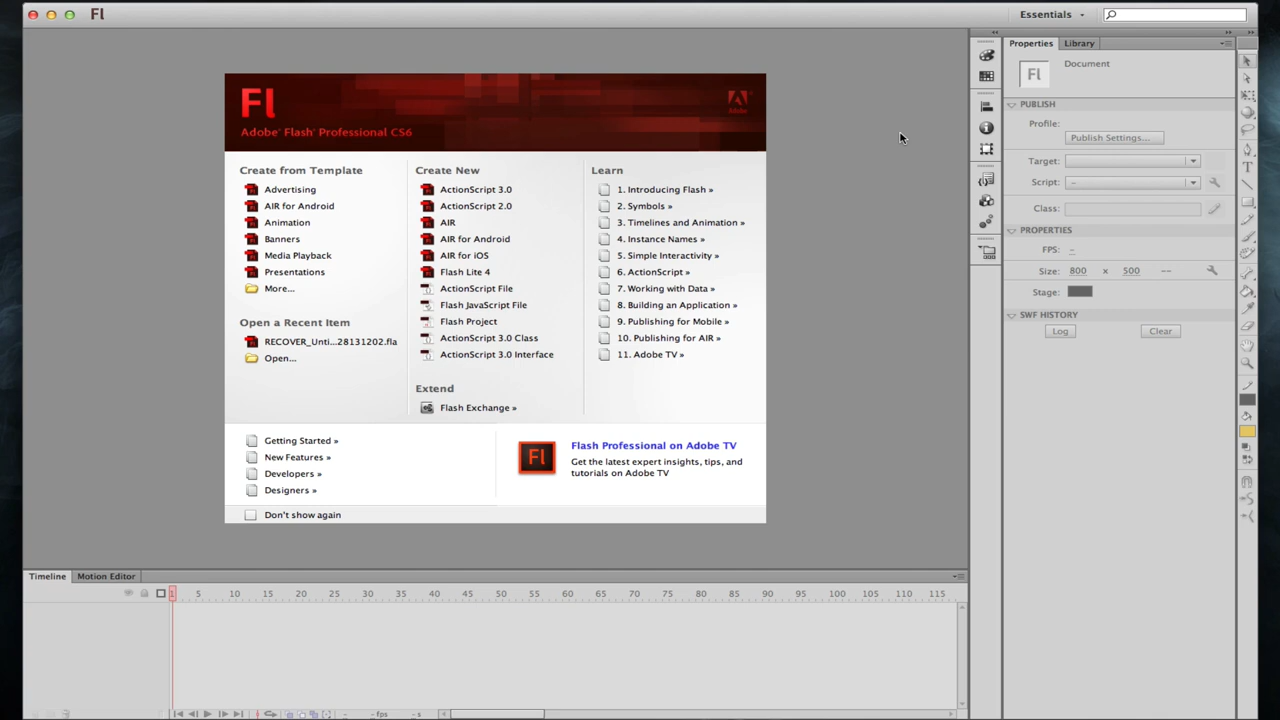 Fl
Essentials
Properties
Library
Fl
Document
PUBLISH
Profile:
Publish Settings...
Target:
Script:
–
Class:
PROPERTIES
FPS: –
Size: 800 x 500 --
Stage:
SWF HISTORY
Log
Clear
Fl
Adobe® Flash® Professional CS6
Adobe
Create from Template
Advertising
AIR for Android
Animation
Banners
Media Playback
Presentations
More...
Open a Recent Item
RECOVER_Unti...28131202.fla
Open...
Create New
ActionScript 3.0
ActionScript 2.0
AIR
AIR for Android
AIR for iOS
Flash Lite 4
ActionScript File
Flash JavaScript File
Flash Project
ActionScript 3.0 Class
ActionScript 3.0 Interface
Extend
Flash Exchange »
Learn
1. Introducing Flash »
2. Symbols »
3. Timelines and Animation »
4. Instance Names »
5. Simple Interactivity »
6. ActionScript »
7. Working with Data »
8. Building an Application »
9. Publishing for Mobile »
10. Publishing for AIR »
11. Adobe TV »
Getting Started »
New Features »
Developers »
Designers »
Fl
Flash Professional on Adobe TV
Get the latest expert insights, tips, and
tutorials on Adobe TV
Don't show again
Timeline
Motion Editor
1 5 10 15 20 25 30 35 40 45 50 55 60 65 70 75 80 85 90 95 100 105 110 115
- -fps -s